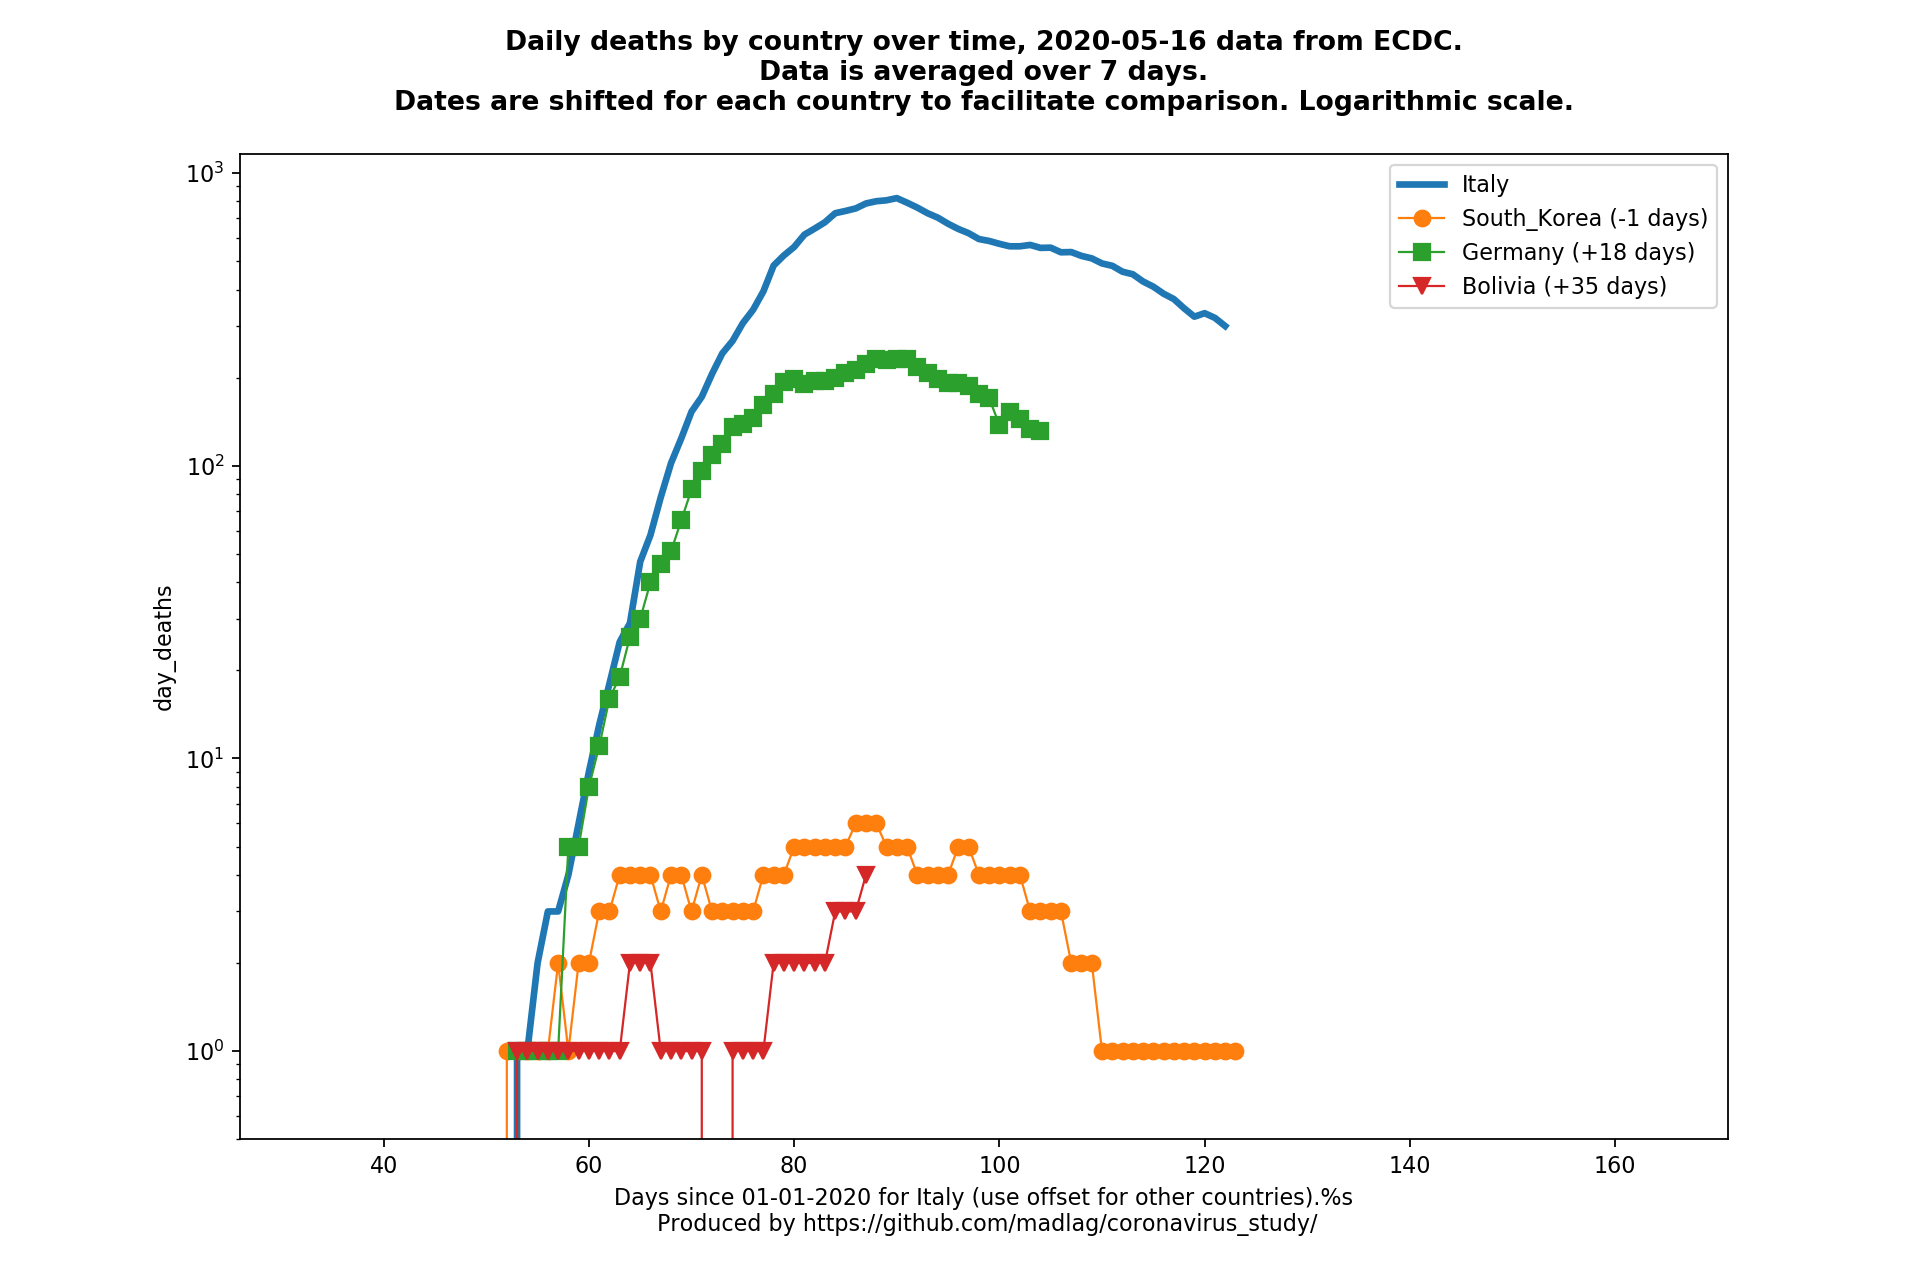 Daily deaths by country over time, 2020-05-16 data from ECDC.
Data is averaged over 7 days.
Dates are shifted for each country to facilitate comparison. Logarithmic scale.
10³
10²
10¹
10⁰
day_deaths
Italy
South_Korea (-1 days)
Germany (+18 days)
Bolivia (+35 days)
40 60 80 100 120 140 160
Days since 01-01-2020 for Italy (use offset for other countries).%s
Produced by https://github.com/madlag/coronavirus_study/